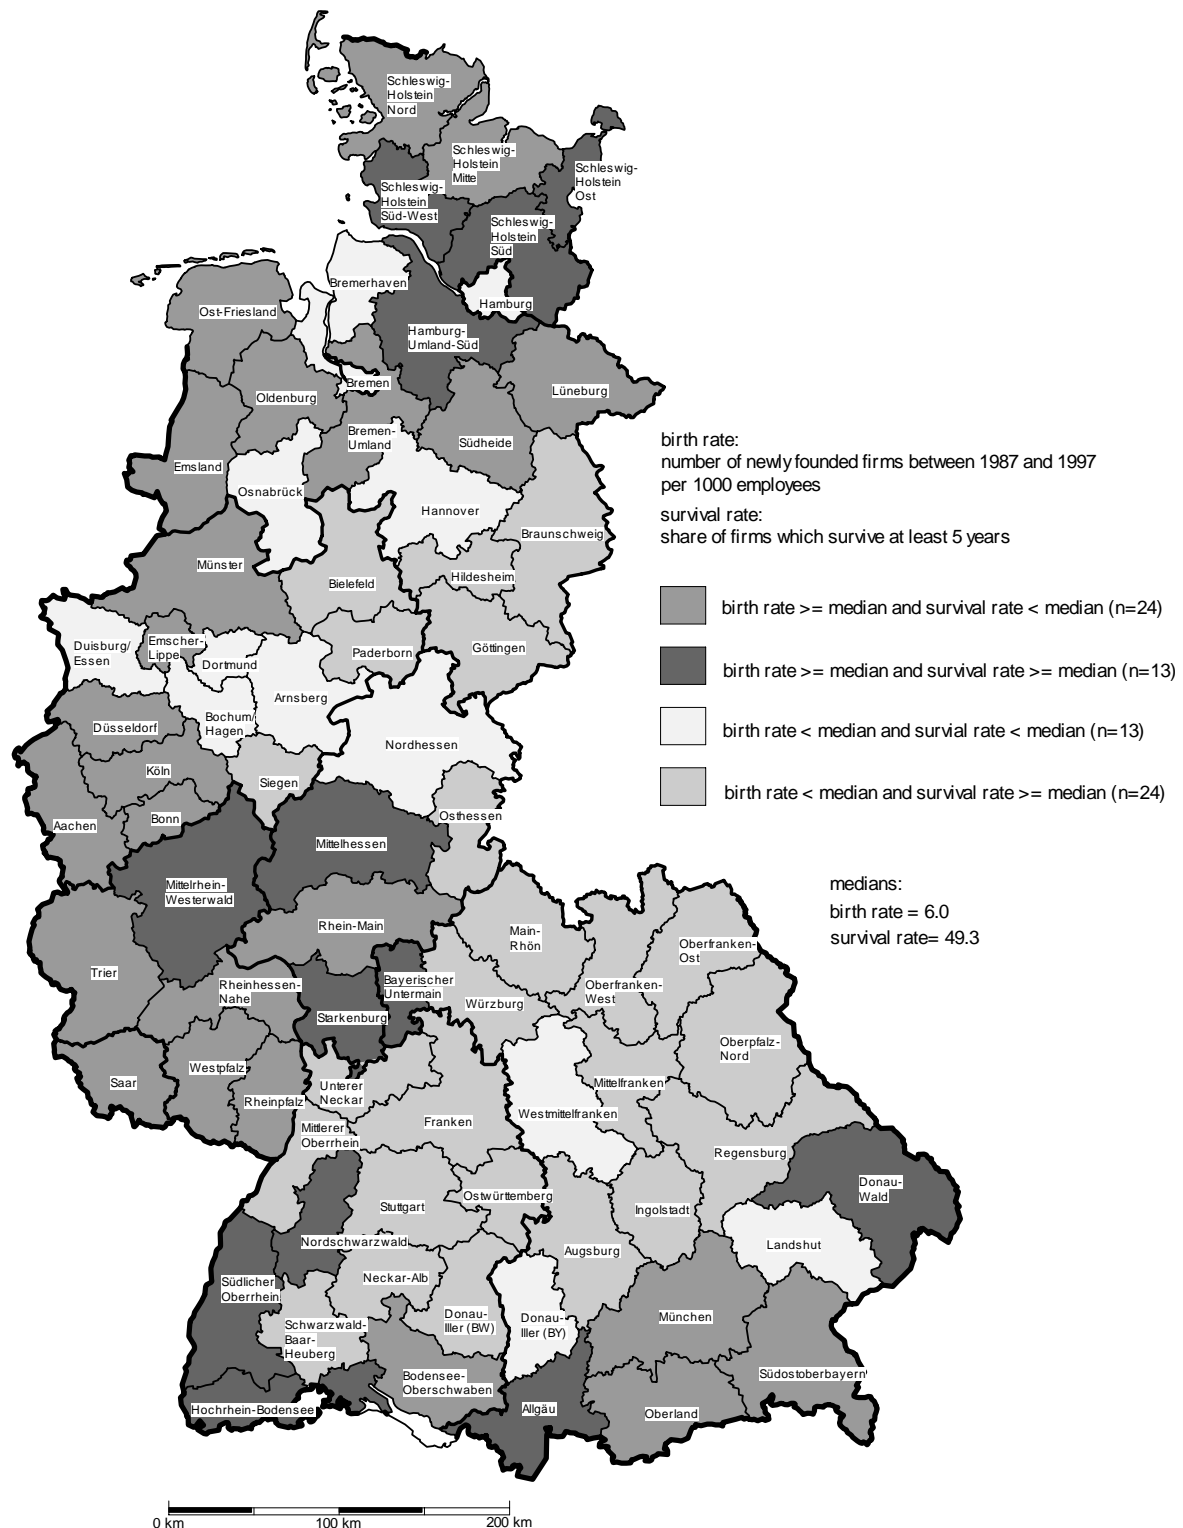 Schleswig-
Holstein
Nord
Schleswig-
Holstein
Mitte
Schleswig-
Holstein
Ost
Schleswig-
Holstein
Süd-West
Schleswig-
Holstein
Süd
Bremerhaven
Hamburg
Ost-Friesland
Hamburg-
Umland-Süd
Bremen
Oldenburg
Lüneburg
Bremen-
Umland
Südheide
Emsland
Osnabrück
Hannover
Braunschweig
Münster
Bielefeld
Hildesheim
Duisburg/
Essen
Emscher-
Lippe
Dortmund
Paderborn
Göttingen
Arnsberg
Düsseldorf
Bochum/
Hagen
Nordhessen
Köln
Siegen
Aachen
Bonn
Osthessen
Mittelhessen
Mittelrhein-
Westerwald
Rhein-Main
Main-
Rhön
Oberfranken-
Ost
Trier
Rheinhessen-
Nahe
Bayerischer
Untermain
Oberfranken-
West
Würzburg
Starkenburg
Oberpfalz-
Nord
Saar
Westpfalz
Rheinpfalz
Unterer
Neckar
Mittelfranken
Westmittelfranken
Mittlerer
Oberrhein
Franken
Regensburg
Donau-
Wald
Stuttgart
Ostwürttemberg
Ingolstadt
Nordschwarzwald
Augsburg
Landshut
Südlicher
Oberrhein
Neckar-Alb
Schwarzwald-
Baar-
Heuberg
Donau-
Iller (BW)
Donau-
Iller (BY)
München
Bodensee-
Oberschwaben
Südostoberbayern
Hochrhein-Bodensee
Allgäu
Oberland
birth rate:
number of newly founded firms between 1987 and 1997
per 1000 employees
survival rate:
share of firms which survive at least 5 years
birth rate >= median and survival rate < median (n=24)
birth rate >= median and survival rate >= median (n=13)
birth rate < median and survial rate < median (n=13)
birth rate < median and survival rate >= median (n=24)
medians:
birth rate = 6.0
survival rate= 49.3
0 km 100 km 200 km